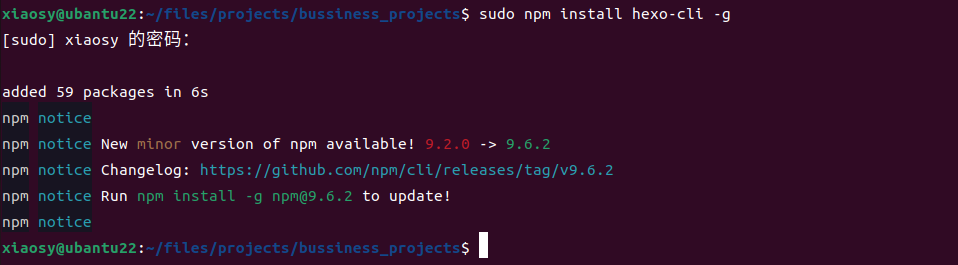 xiaosy@ubantu22:~/files/projects/bussiness_projects$ sudo npm install hexo-cli -g
[sudo] xiaosy 的密码：
added 59 packages in 6s
npm notice
npm notice New minor version of npm available! 9.2.0 -> 9.6.2
npm notice Changelog: https://github.com/npm/cli/releases/tag/v9.6.2
npm notice Run npm install -g npm@9.6.2 to update!
npm notice
xiaosy@ubantu22:~/files/projects/bussiness_projects$